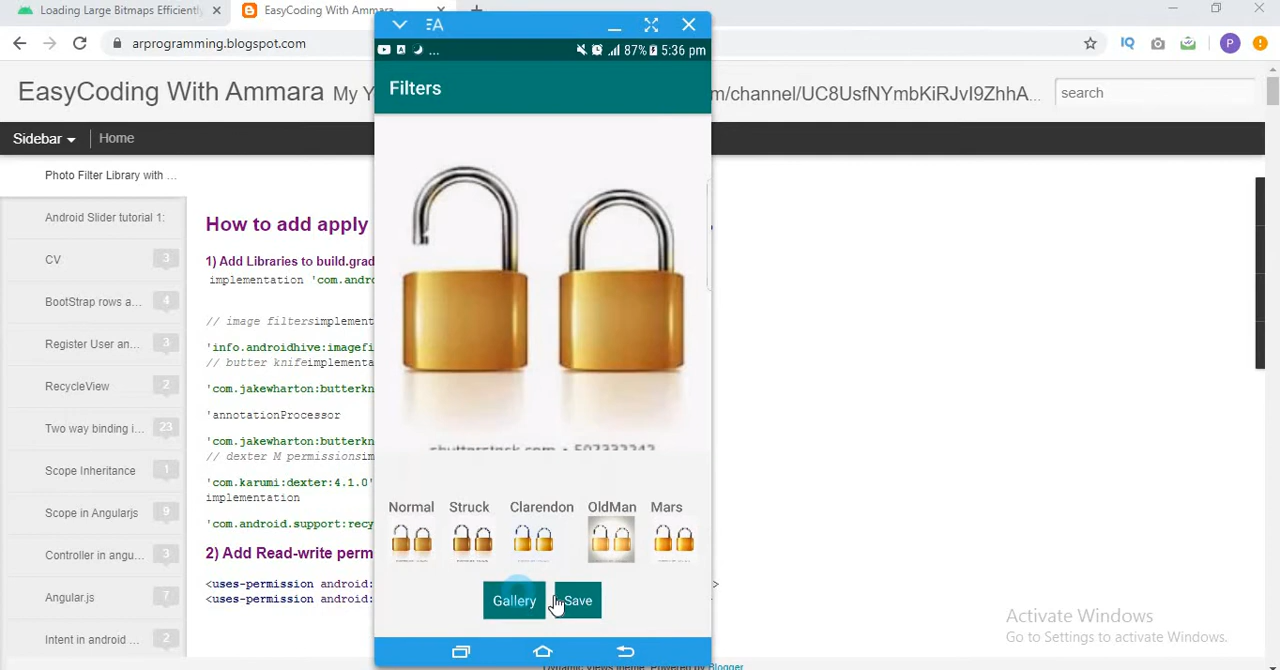 Loading Large Bitmaps Efficiently
EasyCoding With Ammara
arprogramming.blogspot.com
IQ
P
EA
87% 5:36 pm
Filters
EasyCoding With Ammara My Y
m/channel/UC8UsfNYmbKiRJvI9ZhhA...
search
Sidebar
Home
Photo Filter Library with ...
Android Slider tutorial 1:
CV 3
BootStrap rows a... 4
Register User an... 3
RecycleView 2
Two way binding i... 23
Scope Inheritance 1
Scope in Angularjs 9
Controller in angu... 3
Angular.js 7
Intent in android ... 2
How to add apply
1) Add Libraries to build.grad
implementation 'com.andro
// image filtersimplement
'info.androidhive:imagefi
// butter knifeimplementa
'com.jakewharton:butterkn
'annotationProcessor
'com.jakewharton:butterkn
// dexter M permissionsim
'com.karumi:dexter:4.1.0'
implementation
'com.android.support:recy
2) Add Read-write perm
<uses-permission android:
<uses-permission android:
>
>
Normal Struck Clarendon OldMan Mars
Gallery Save
Activate Windows
Go to Settings to activate Windows.
Dynamic Views theme. Powered by Blogger